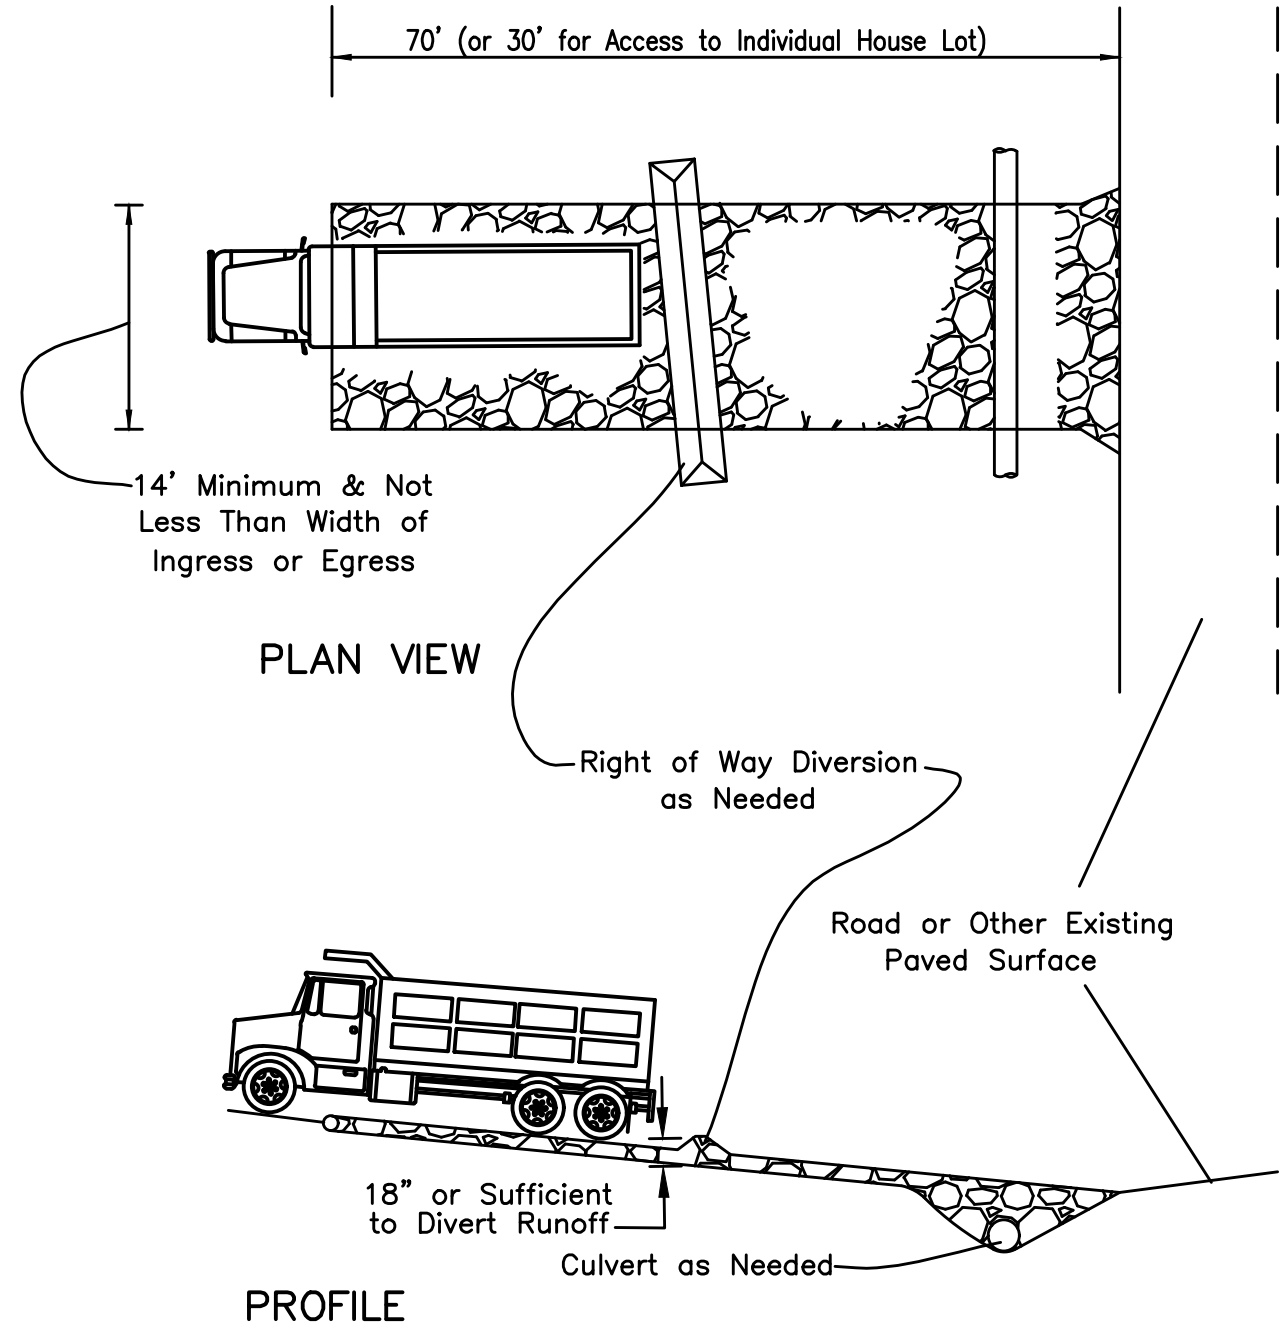 70’ (or 30’ for Access to Individual House Lot)
14’ Minimum & Not
Less Than Width of
Ingress or Egress
PLAN VIEW
Right of Way Diversion
as Needed
Road or Other Existing
Paved Surface
18” or Sufficient
to Divert Runoff
Culvert as Needed
PROFILE